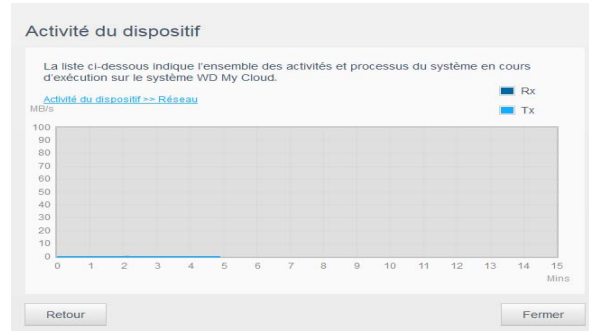 Activité du dispositif
La liste ci-dessous indique l'ensemble des activités et processus du système en cours
d'exécution sur le système WD My Cloud.
Rx
Activité du dispositif >> Réseau
Tx
MB/s
100
90
80
70
60
50
40
30
20
10
0
0 1 2 3 4 5 6 7 8 9 10 11 12 13 14 15
Mins
Retour Fermer